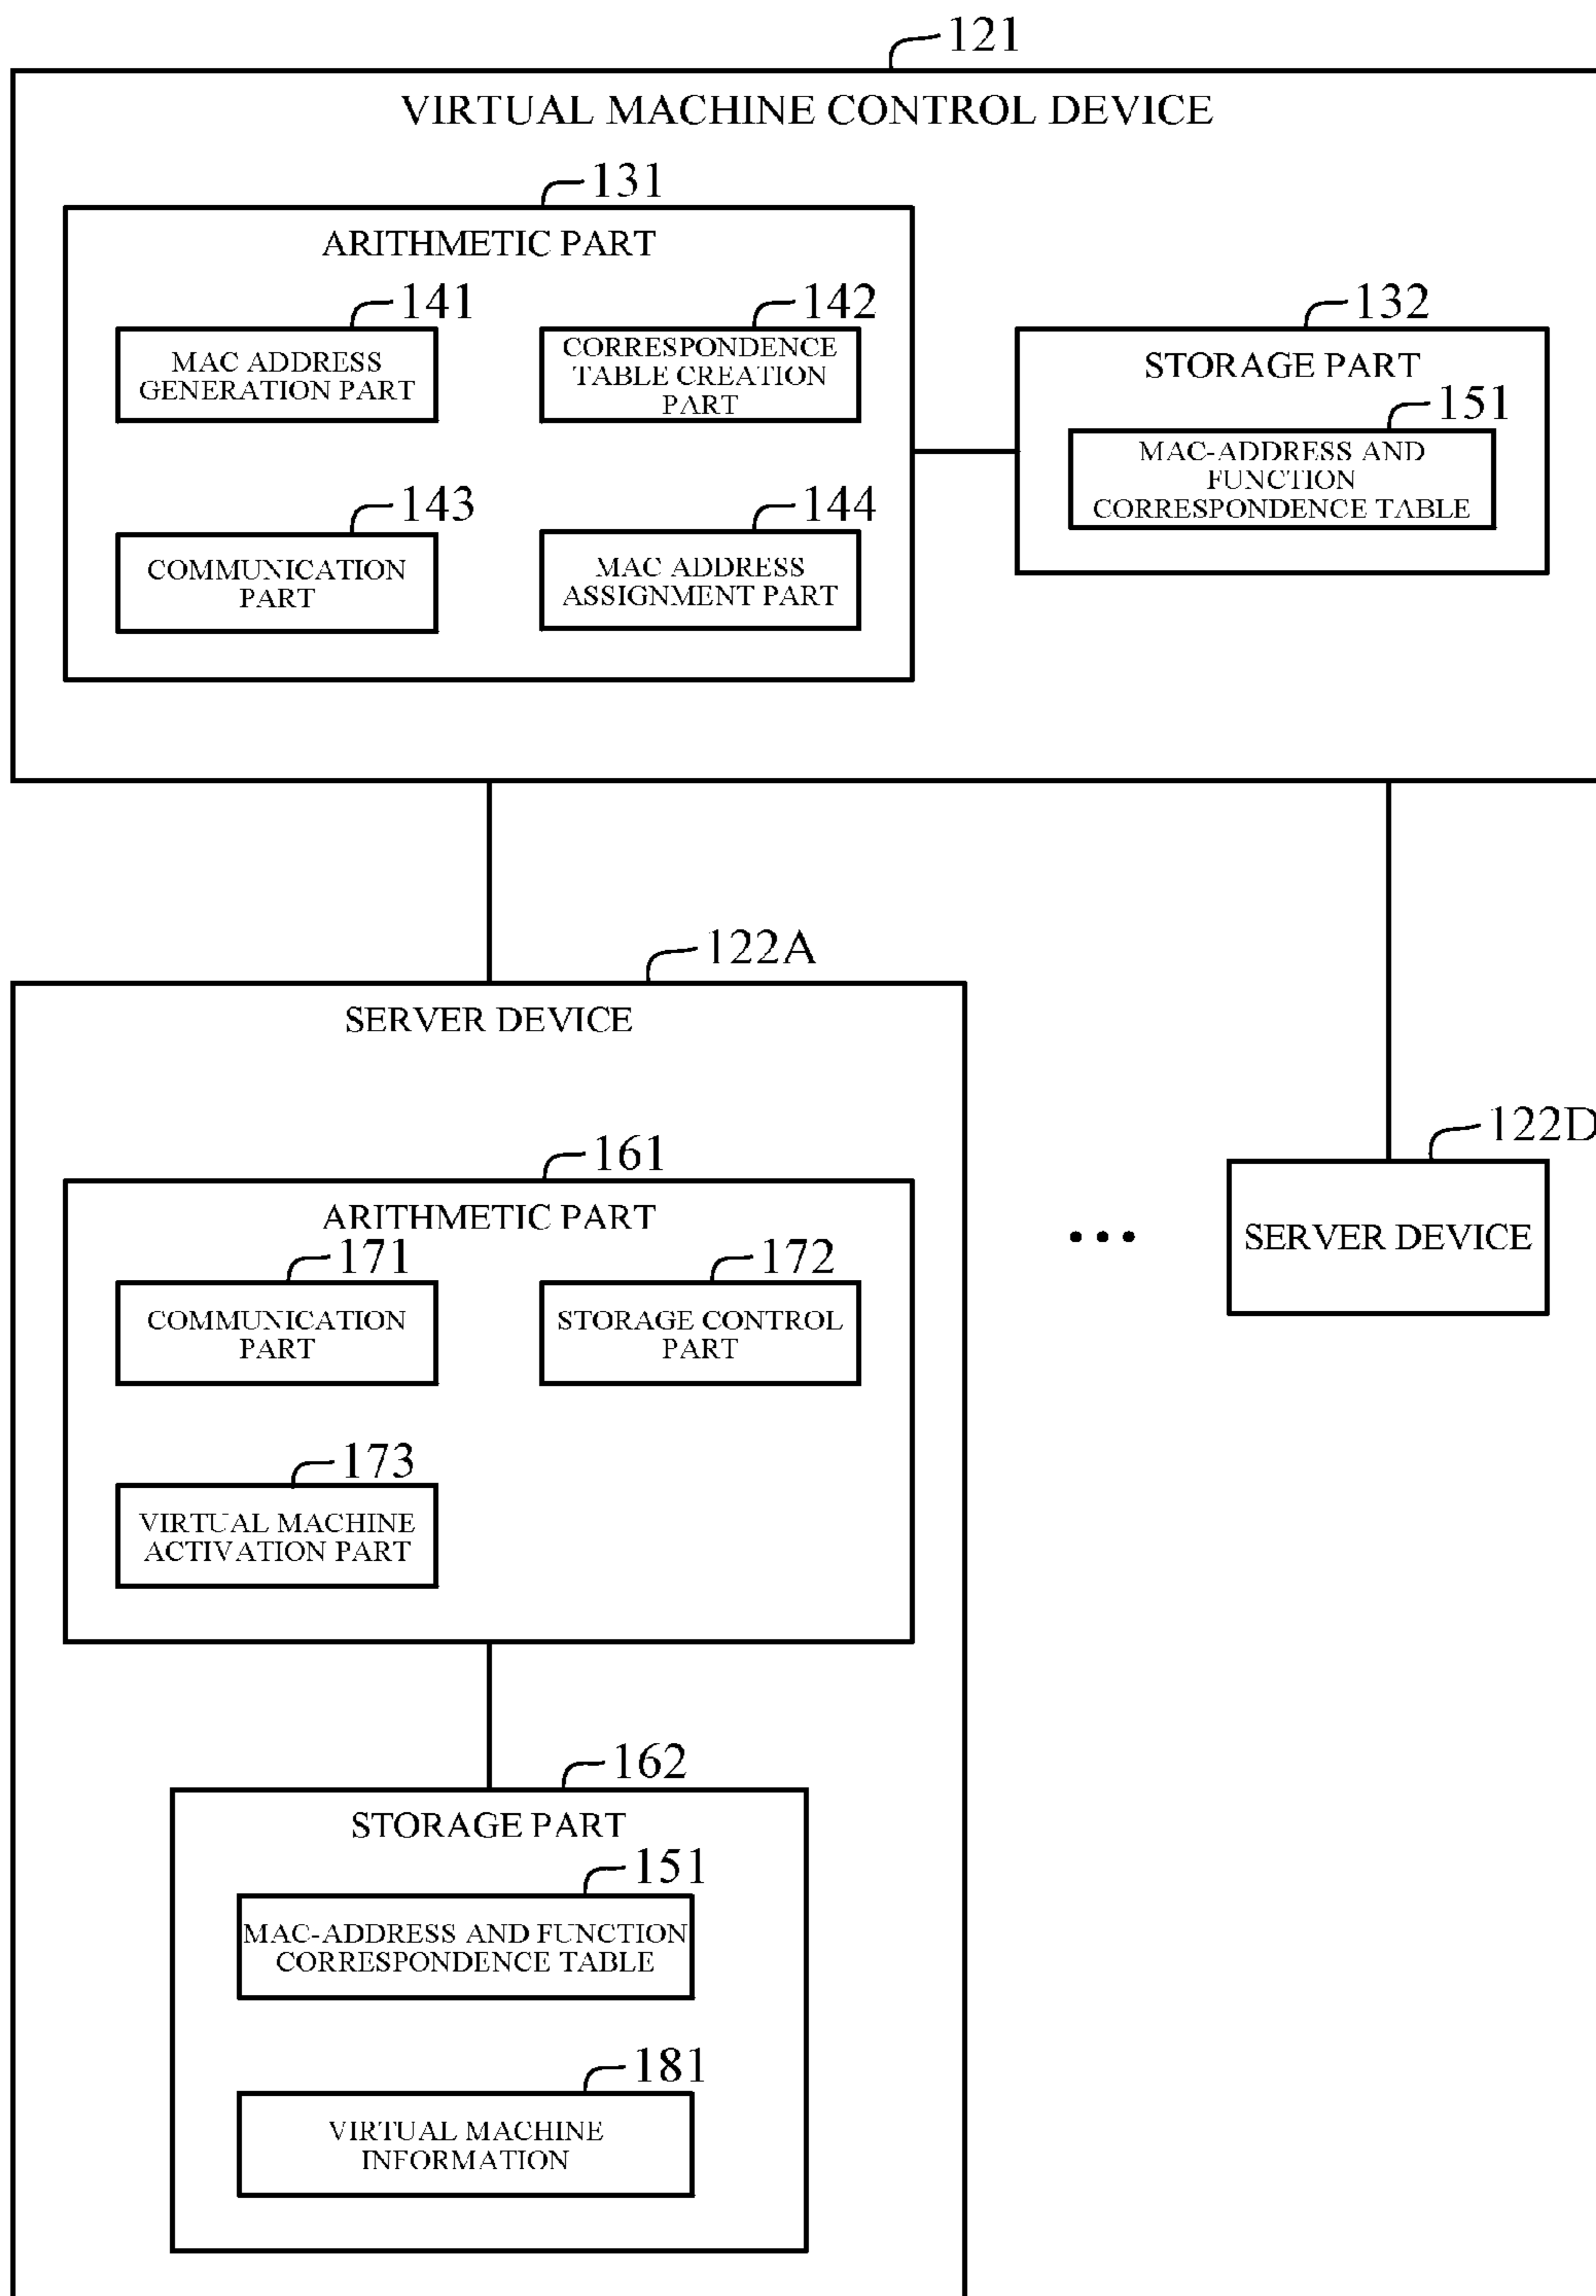 121
VIRTUAL MACHINE CONTROL DEVICE
131
ARITHMETIC PART
141
MAC ADDRESS
GENERATION PART
142
CORRESPONDENCE
TABLE CREATION
PART
143
COMMUNICATION
PART
144
MAC ADDRESS
ASSIGNMENT PART
132
STORAGE PART
151
MAC-ADDRESS AND
FUNCTION
CORRESPONDENCE TABLE
122A
SERVER DEVICE
161
ARITHMETIC PART
171
COMMUNICATION
PART
172
STORAGE CONTROL
PART
173
VIRTUAL MACHINE
ACTIVATION PART
162
STORAGE PART
151
MAC-ADDRESS AND FUNCTION
CORRESPONDENCE TABLE
181
VIRTUAL MACHINE
INFORMATION
• • •
122D
SERVER DEVICE